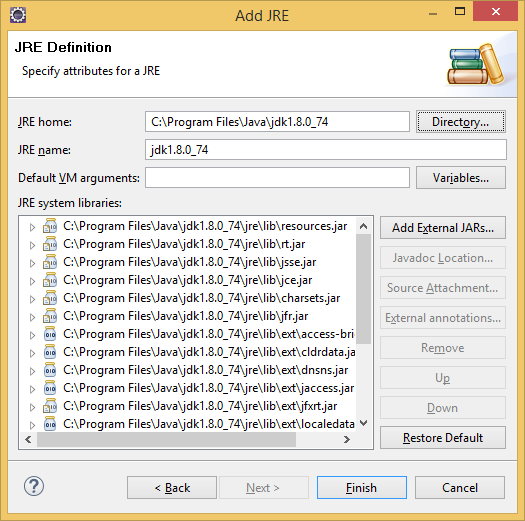 Add JRE
JRE Definition
Specify attributes for a JRE
JRE home: C:\Program Files\Java\jdk1.8.0_74 Directory...
JRE name: jdk1.8.0_74
Default VM arguments: Variables...
JRE system libraries:
C:\Program Files\Java\jdk1.8.0_74\jre\lib\resources.jar
C:\Program Files\Java\jdk1.8.0_74\jre\lib\rt.jar
C:\Program Files\Java\jdk1.8.0_74\jre\lib\jsse.jar
C:\Program Files\Java\jdk1.8.0_74\jre\lib\jce.jar
C:\Program Files\Java\jdk1.8.0_74\jre\lib\charsets.jar
C:\Program Files\Java\jdk1.8.0_74\jre\lib\jfr.jar
C:\Program Files\Java\jdk1.8.0_74\jre\lib\ext\access-bri
C:\Program Files\Java\jdk1.8.0_74\jre\lib\ext\cldrdata.ja
C:\Program Files\Java\jdk1.8.0_74\jre\lib\ext\dnsns.jar
C:\Program Files\Java\jdk1.8.0_74\jre\lib\ext\jaccess.jar
C:\Program Files\Java\jdk1.8.0_74\jre\lib\ext\jfxrt.jar
C:\Program Files\Java\jdk1.8.0_74\jre\lib\ext\localedata
Add External JARs...
Javadoc Location...
Source Attachment...
External annotations...
Remove
Up
Down
Restore Default
? < Back Next > Finish Cancel